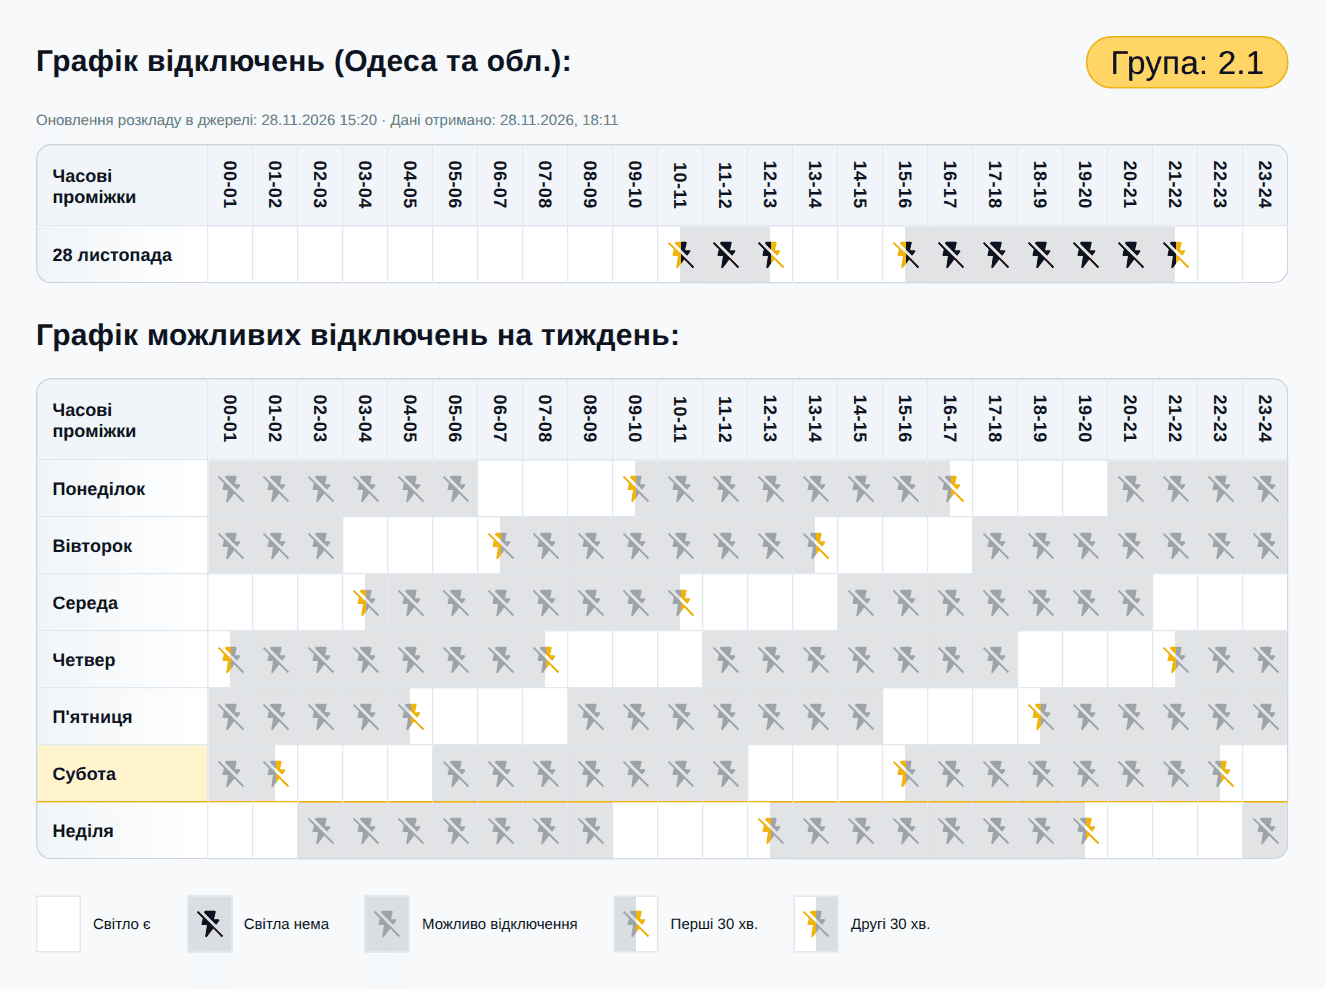 Графік відключень (Одеса та обл.):
Група: 2.1
Оновлення розкладу в джерелі: 28.11.2026 15:20 · Дані отримано: 28.11.2026, 18:11
Часові
проміжки
00-01 01-02 02-03 03-04 04-05 05-06 06-07 07-08 08-09 09-10 10-11 11-12 12-13 13-14 14-15 15-16 16-17 17-18 18-19 19-20 20-21 21-22 22-23 23-24
28 листопада
Графік можливих відключень на тиждень:
Часові
проміжки
00-01 01-02 02-03 03-04 04-05 05-06 06-07 07-08 08-09 09-10 10-11 11-12 12-13 13-14 14-15 15-16 16-17 17-18 18-19 19-20 20-21 21-22 22-23 23-24
Понеділок
Вівторок
Середа
Четвер
П'ятниця
Субота
Неділя
Світло є
Світла нема
Можливо відключення
Перші 30 хв.
Другі 30 хв.